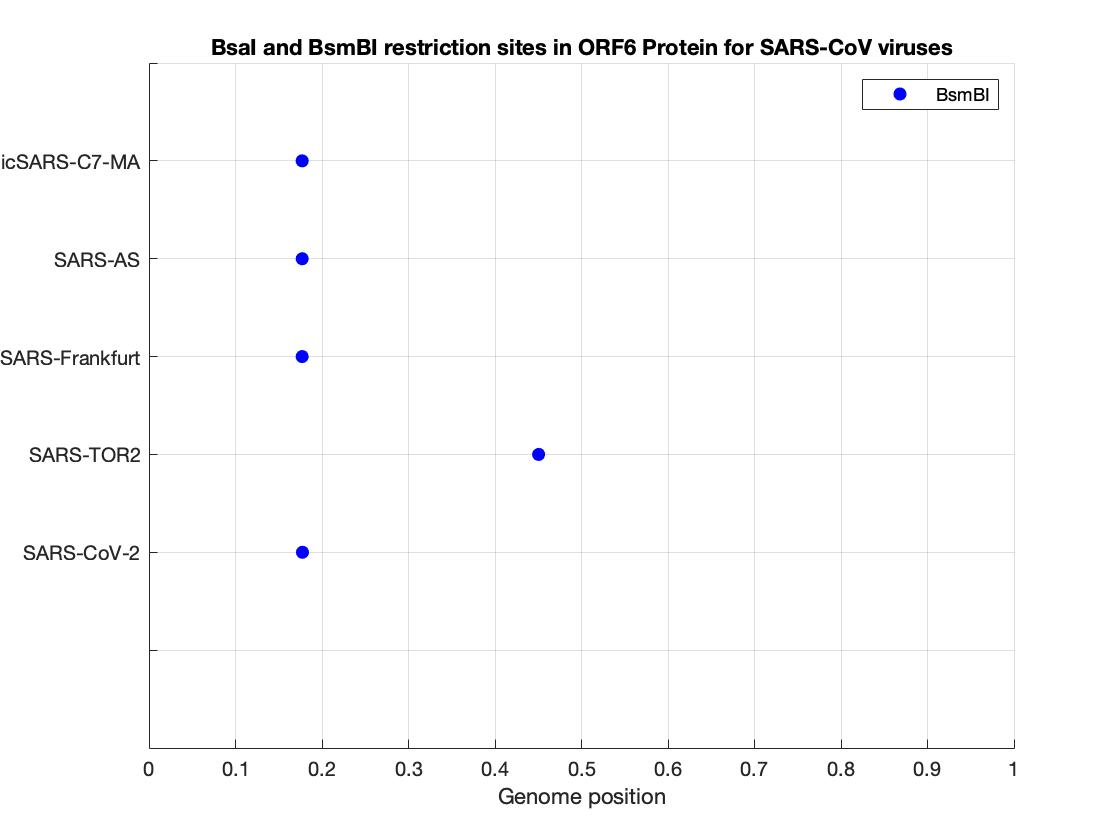 BsaI and BsmBI restriction sites in ORF6 Protein for SARS-CoV viruses
BsmBI
icSARS-C7-MA
SARS-AS
SARS-Frankfurt
SARS-TOR2
SARS-CoV-2
0 0.1 0.2 0.3 0.4 0.5 0.6 0.7 0.8 0.9 1
Genome position